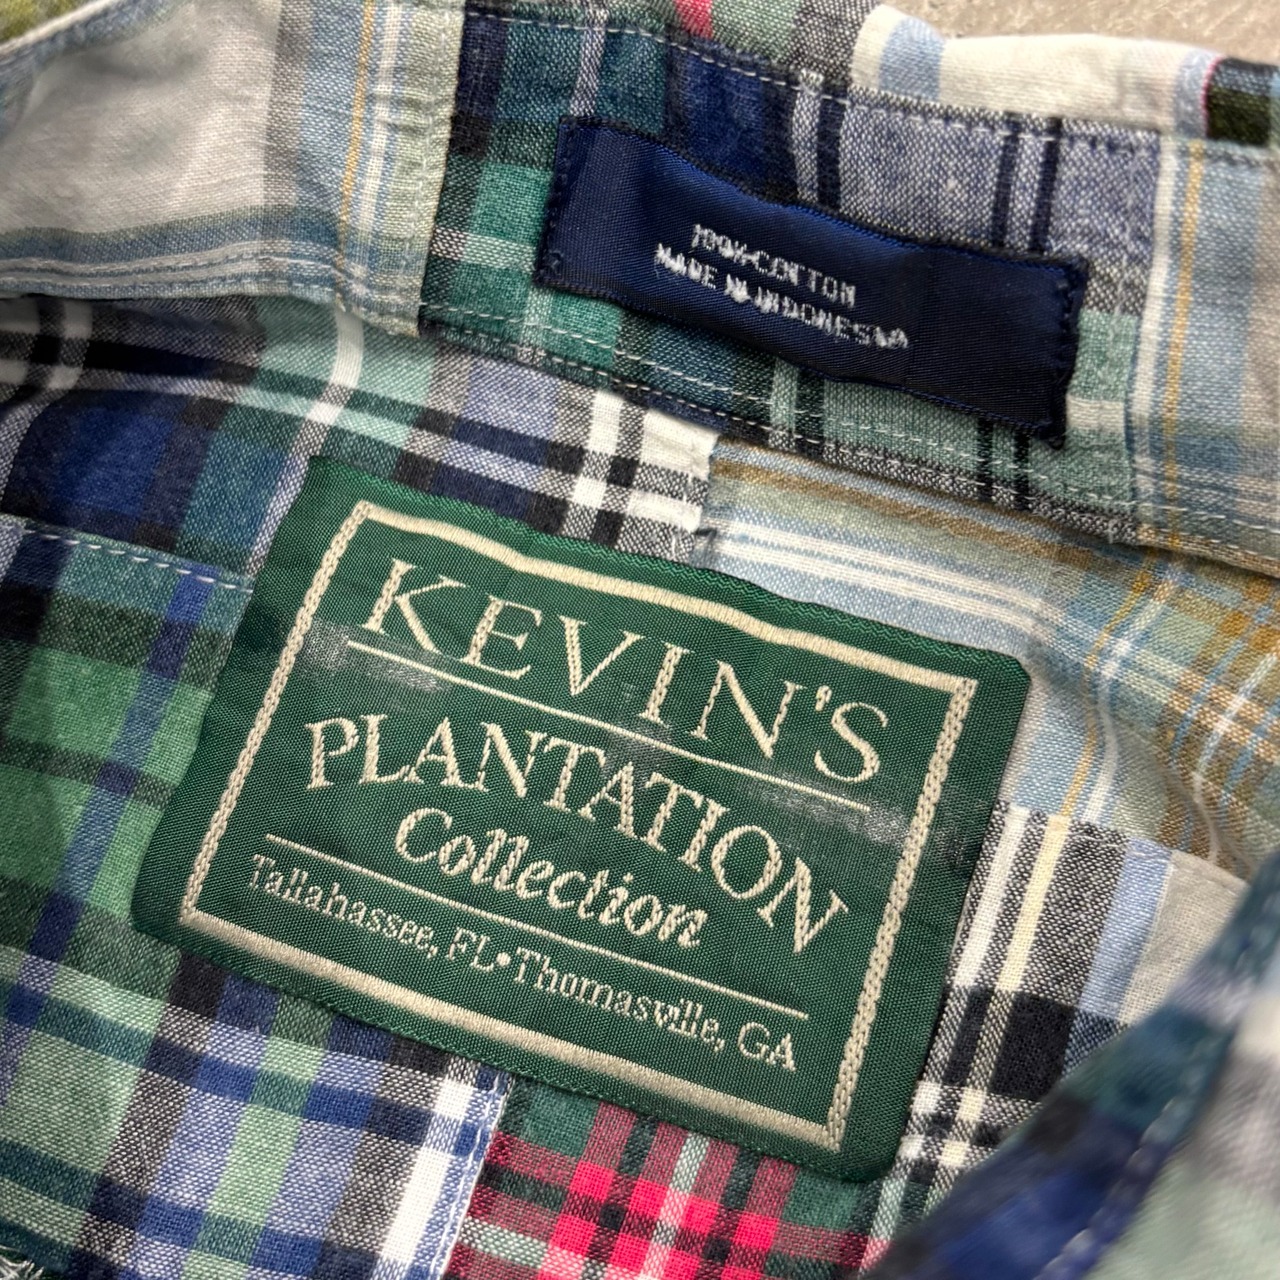 100% COTTON
MADE IN INDONESIA
KEVIN'S
PLANTATION
Collection
Tallahassee, FL•Thomasville, GA